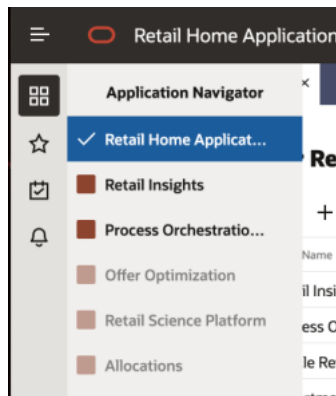 Retail Home Application
Application Navigator
Retail Home Applicat...
Retail Insights
Process Orchestratio...
Offer Optimization
Retail Science Platform
Allocations
Re
+
Name
il Insi
ess O
le Re